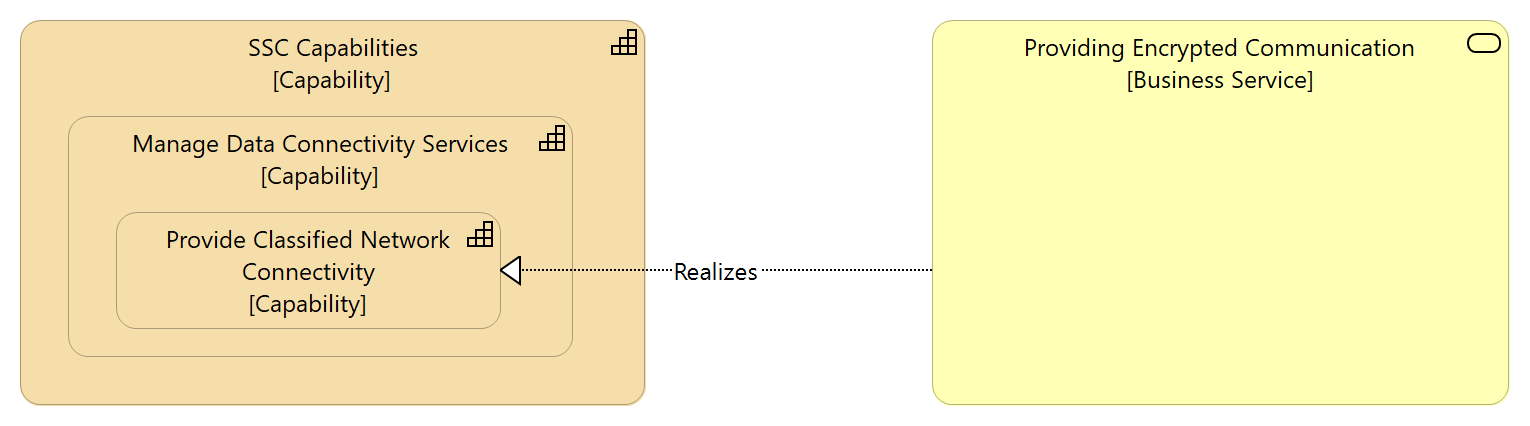 SSC Capabilities
[Capability]
Manage Data Connectivity Services
[Capability]
Provide Classified Network
Connectivity
[Capability]
Realizes
Providing Encrypted Communication
[Business Service]